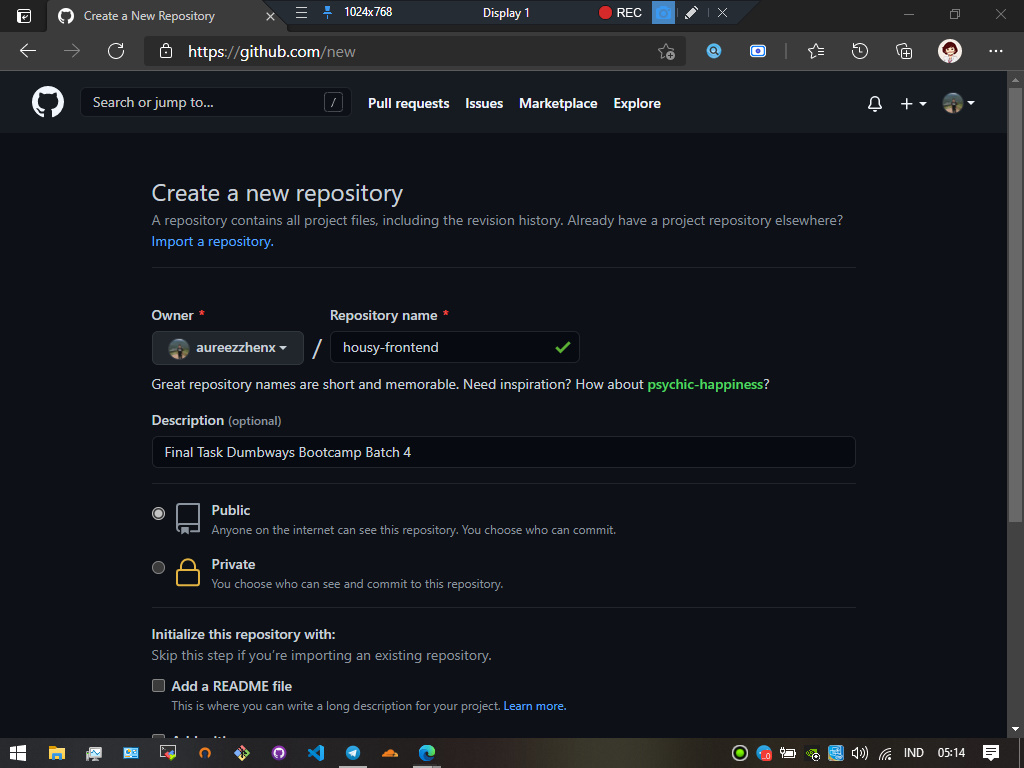 Create a New Repository
1024x768
Display 1
REC
https://github.com/new
Search or jump to...
/
Pull requests
Issues
Marketplace
Explore
Create a new repository
A repository contains all project files, including the revision history. Already have a project repository elsewhere?
Import a repository.
Owner *
Repository name *
aureezzhenx
/
housy-frontend
Great repository names are short and memorable. Need inspiration? How about psychic-happiness?
Description (optional)
Final Task Dumbways Bootcamp Batch 4
Public
Anyone on the internet can see this repository. You choose who can commit.
Private
You choose who can see and commit to this repository.
Initialize this repository with:
Skip this step if you're importing an existing repository.
Add a README file
This is where you can write a long description for your project. Learn more.
IND
05:14